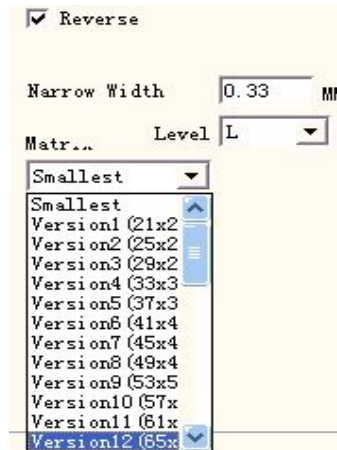 Reverse
Narrow Width 0.33 MM
Level L
Matr...
Smallest
Smallest
Version1 (21x2
Version2 (25x2
Version3 (29x2
Version4 (33x3
Version5 (37x3
Version6 (41x4
Version7 (45x4
Version8 (49x4
Version9 (53x5
Version10 (57x
Version11 (61x
Version12 (65x